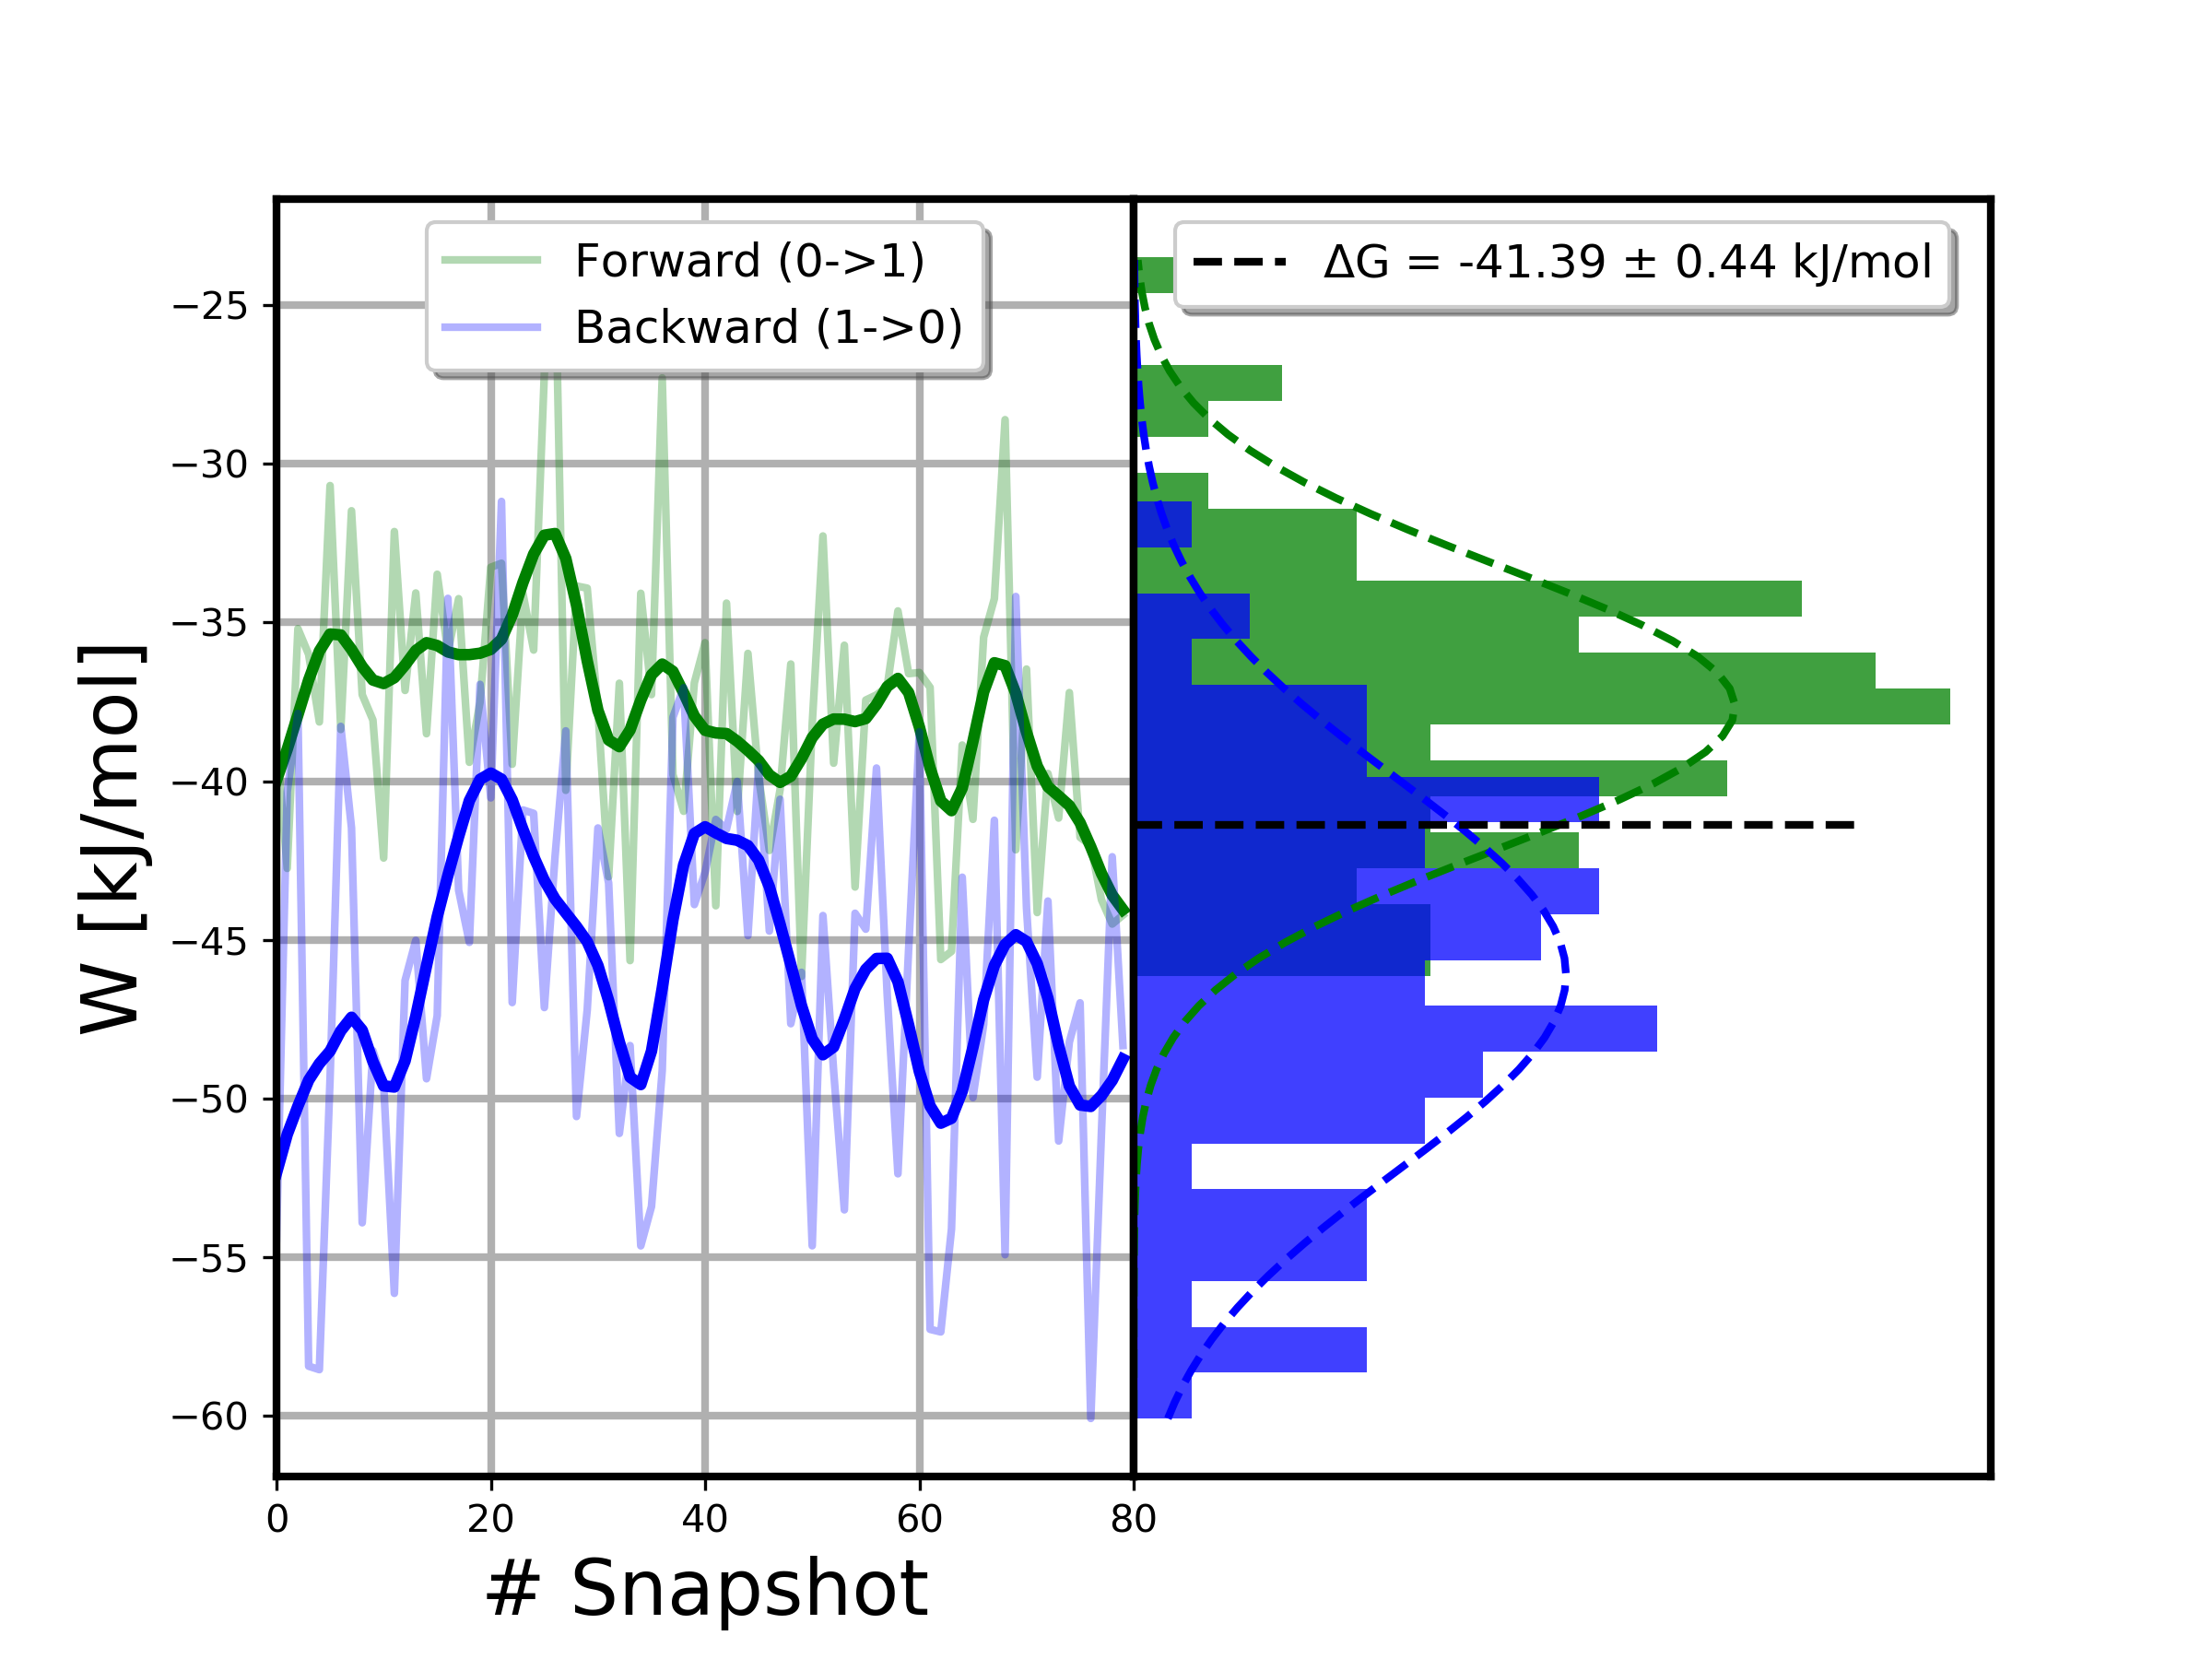 Forward (0->1)
Backward (1->0)
ΔG = -41.39 ± 0.44 kJ/mol
−25
−30
−35
−40
−45
−50
−55
−60
W [kJ/mol]
0 20 40 60 80
# Snapshot